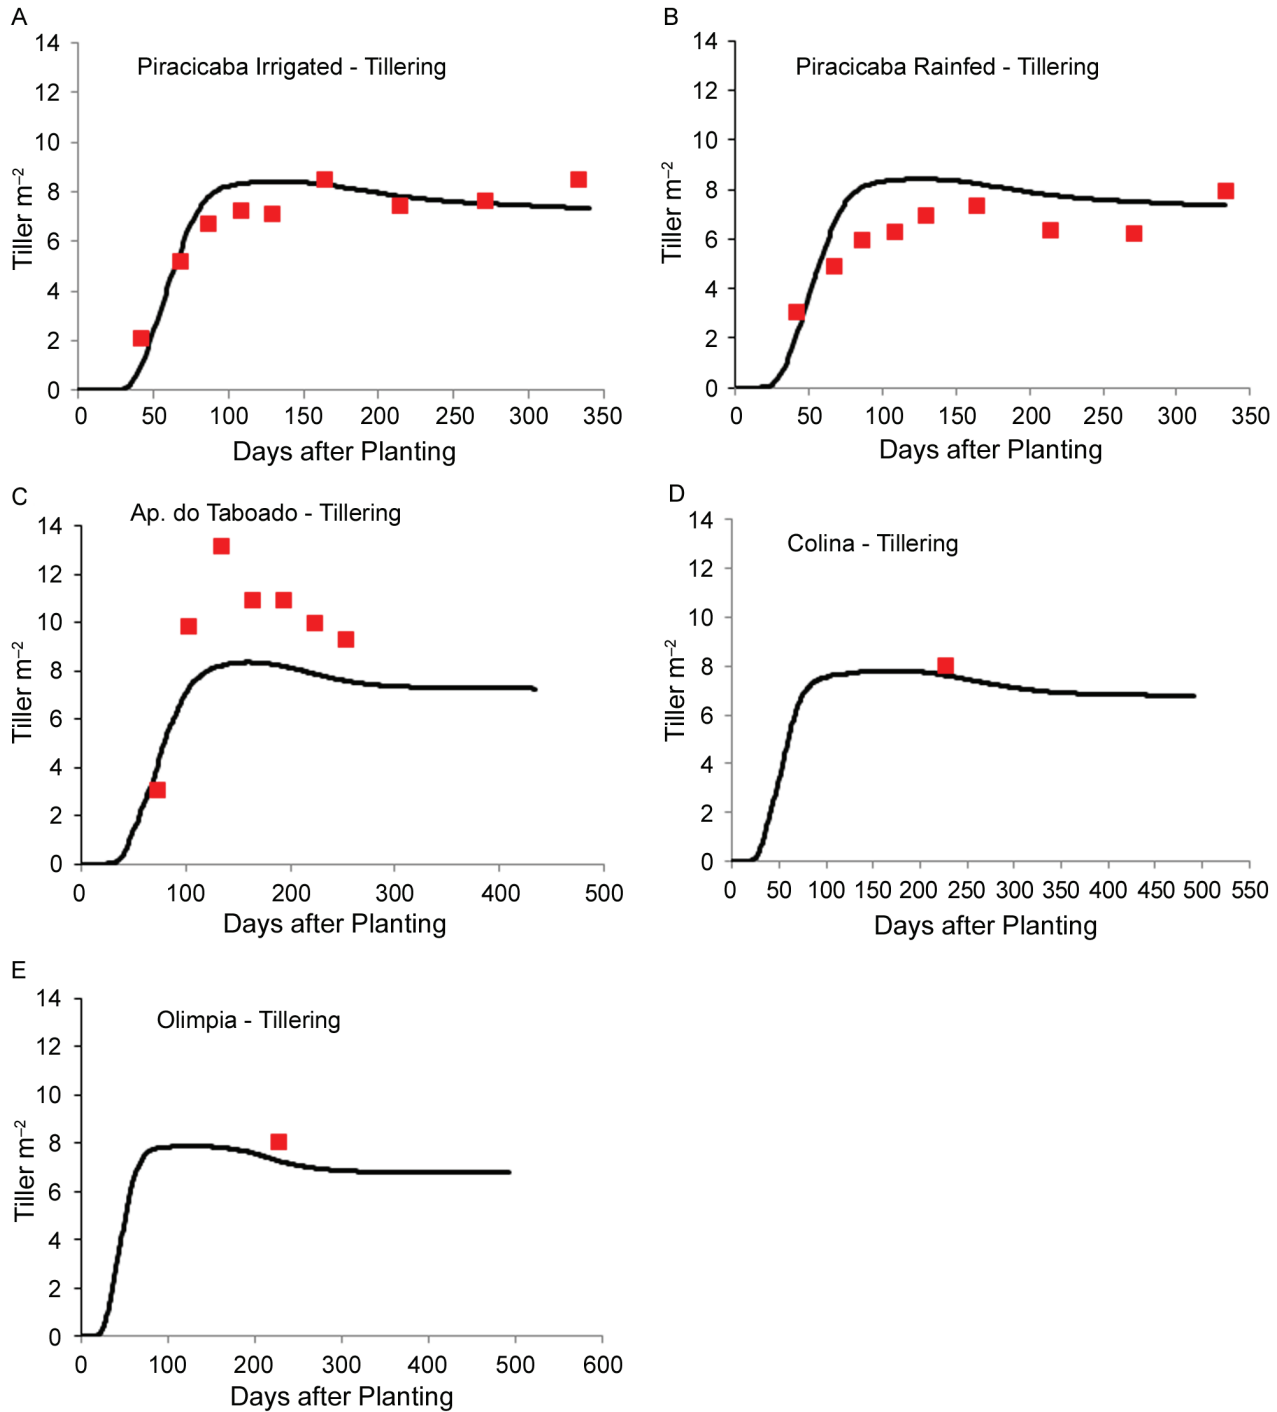 A
Piracicaba Irrigated - Tillering
14
12
10
8
6
4
2
0
Tiller m⁻²
0 50 100 150 200 250 300 350
Days after Planting
B
Piracicaba Rainfed - Tillering
14
12
10
8
6
4
2
0
Tiller m⁻²
0 50 100 150 200 250 300 350
Days after Planting
C
Ap. do Taboado - Tillering
14
12
10
8
6
4
2
0
Tiller m⁻²
0 100 200 300 400 500
Days after Planting
D
Colina - Tillering
14
12
10
8
6
4
2
0
Tiller m⁻²
0 50 100 150 200 250 300 350 400 450 500 550
Days after Planting
E
Olimpia - Tillering
14
12
10
8
6
4
2
0
Tiller m⁻²
0 100 200 300 400 500 600
Days after Planting